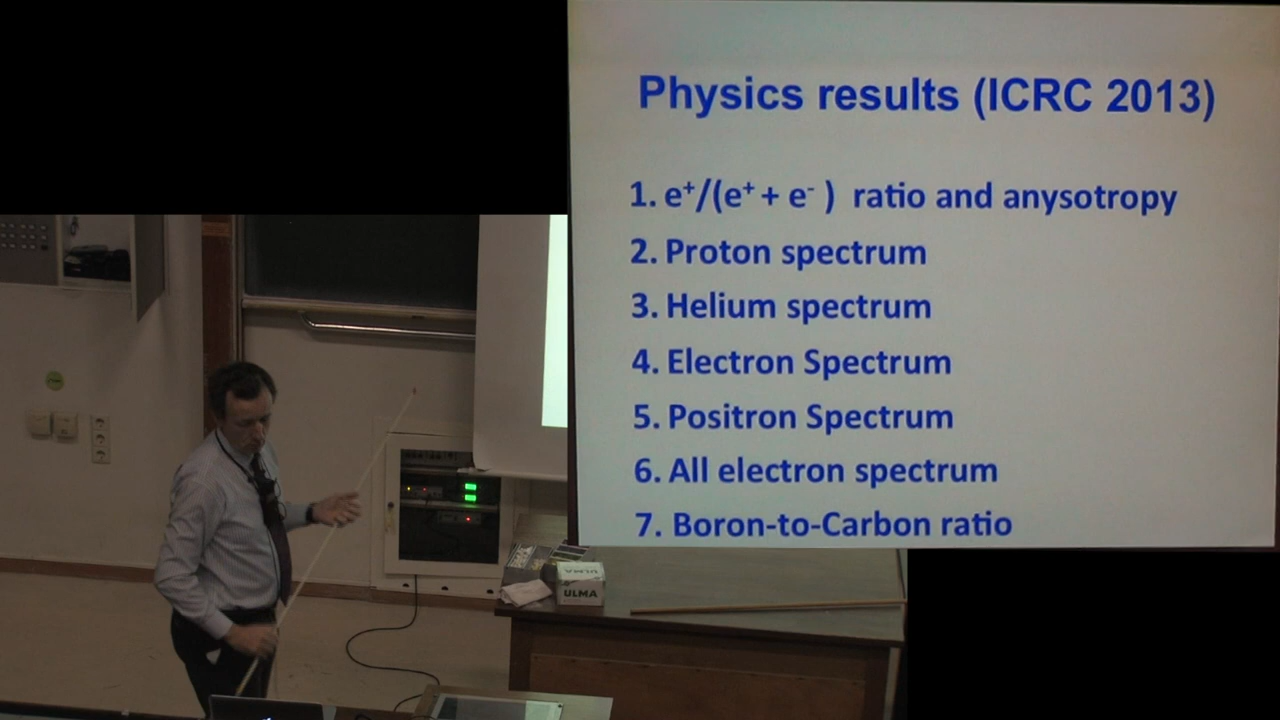 Physics results (ICRC 2013)
1. e⁺/(e⁺ + e⁻ ) ratio and anysotropy
2. Proton spectrum
3. Helium spectrum
4. Electron Spectrum
5. Positron Spectrum
6. All electron spectrum
7. Boron-to-Carbon ratio
ULMA
ULMA